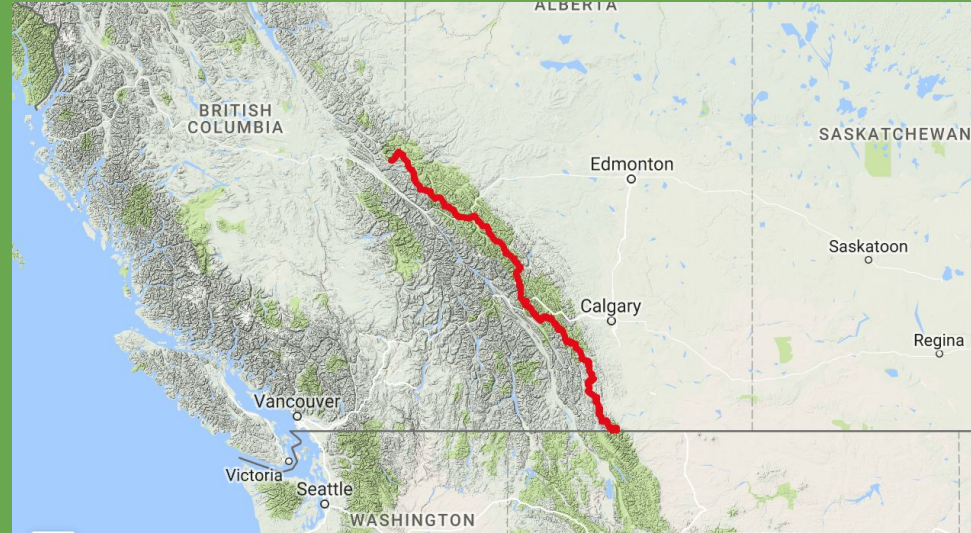 ALBERTA
BRITISH
COLUMBIA
SASKATCHEWAN
Edmonton
Saskatoon
Calgary
Regina
Vancouver
Victoria
Seattle
WASHINGTON